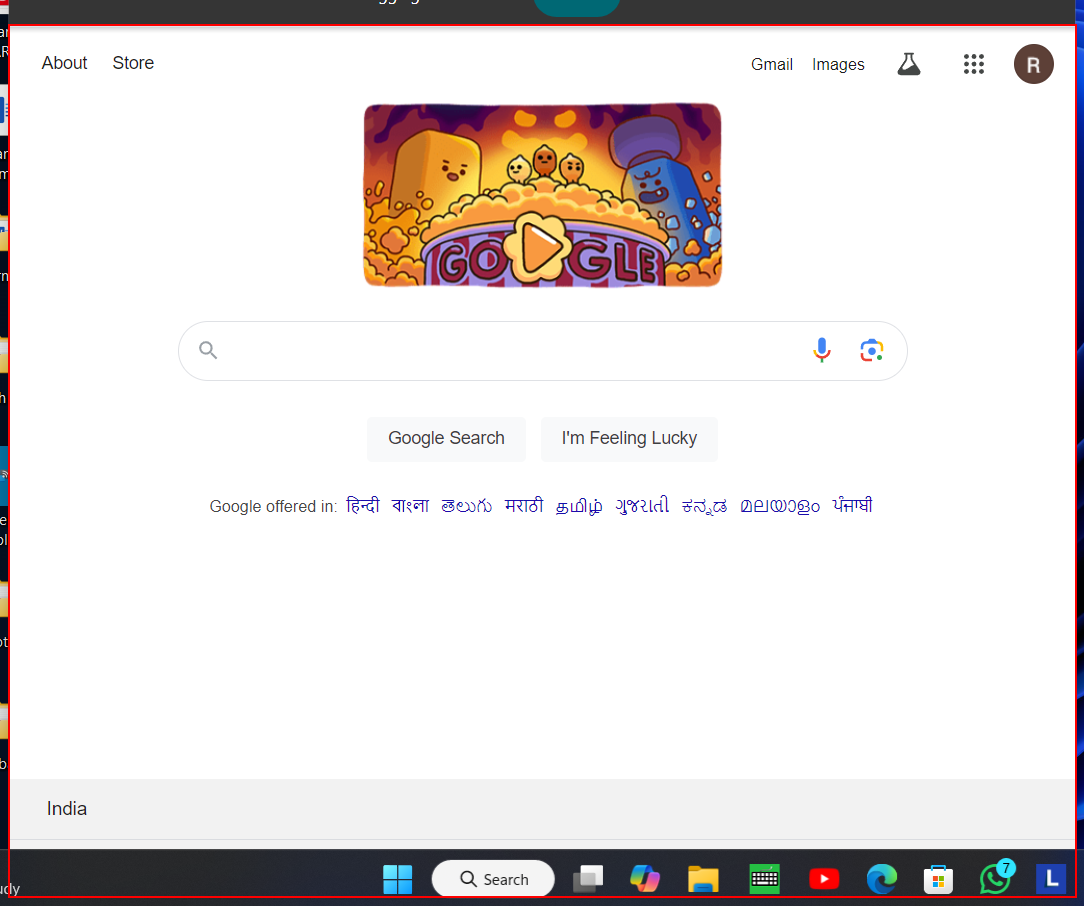 About Store
Gmail Images R
GOOGLE
Google Search I'm Feeling Lucky
Google offered in: हिन्दी বাংলা తెలుగు मराठी தமிழ் ગુજરાતી ಕನ್ನಡ മലയാളം ਪੰਜਾਬੀ
India
Search 7 L